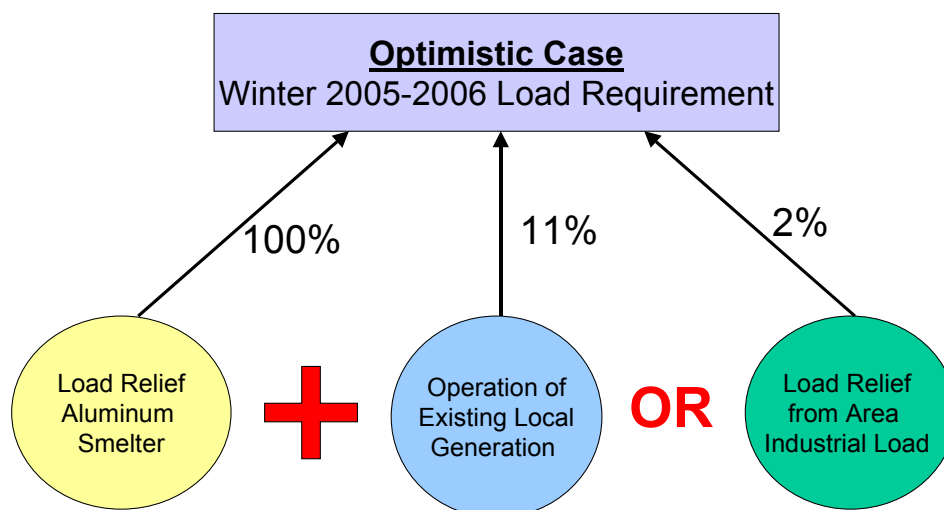 Optimistic Case
Winter 2005-2006 Load Requirement
100%
11%
2%
Load Relief
Aluminum
Smelter
Operation of
Existing Local
Generation
OR
Load Relief
from Area
Industrial Load